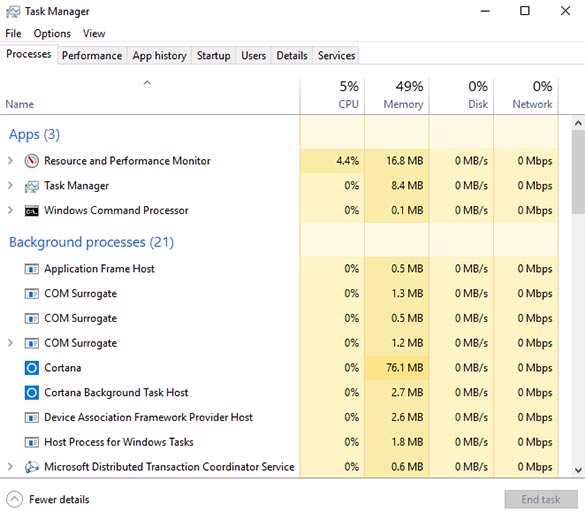 Task Manager
File Options View
Processes Performance App history Startup Users Details Services
5% 49% 0% 0%
Name CPU Memory Disk Network
Apps (3)
Resource and Performance Monitor 4.4% 16.8 MB 0 MB/s 0 Mbps
Task Manager 0% 8.4 MB 0 MB/s 0 Mbps
Windows Command Processor 0% 0.1 MB 0 MB/s 0 Mbps
Background processes (21)
Application Frame Host 0% 0.5 MB 0 MB/s 0 Mbps
COM Surrogate 0% 1.3 MB 0 MB/s 0 Mbps
COM Surrogate 0% 0.5 MB 0 MB/s 0 Mbps
COM Surrogate 0% 1.2 MB 0 MB/s 0 Mbps
Cortana 0% 76.1 MB 0 MB/s 0 Mbps
Cortana Background Task Host 0% 2.7 MB 0 MB/s 0 Mbps
Device Association Framework Provider Host 0% 2.6 MB 0 MB/s 0 Mbps
Host Process for Windows Tasks 0% 1.8 MB 0 MB/s 0 Mbps
Microsoft Distributed Transaction Coordinator Service 0% 0.6 MB 0 MB/s 0 Mbps
Fewer details End task